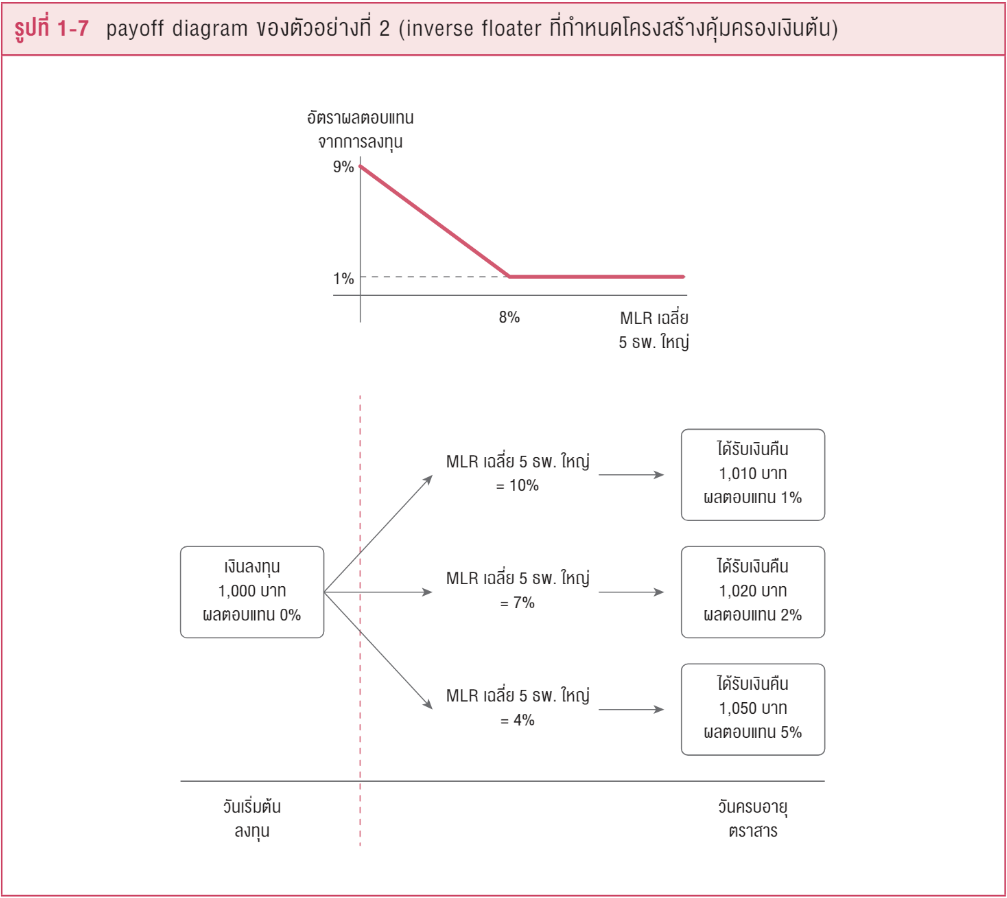 รูปที่ 1-7 payoff diagram ของตัวอย่างที่ 2 (inverse floater ที่กำหนดโครงสร้างคุ้มครองเงินต้น)
อัตราผลตอบแทน
จากการลงทุน
9%
1%
8%
MLR เฉลี่ย
5 ธพ. ใหญ่
MLR เฉลี่ย 5 ธพ. ใหญ่
= 10%
ได้รับเงินคืน
1,010 บาท
ผลตอบแทน 1%
เงินลงทุน
1,000 บาท
ผลตอบแทน 0%
MLR เฉลี่ย 5 ธพ. ใหญ่
= 7%
ได้รับเงินคืน
1,020 บาท
ผลตอบแทน 2%
MLR เฉลี่ย 5 ธพ. ใหญ่
= 4%
ได้รับเงินคืน
1,050 บาท
ผลตอบแทน 5%
วันเริ่มต้น
ลงทุน
วันครบอายุ
ตราสาร